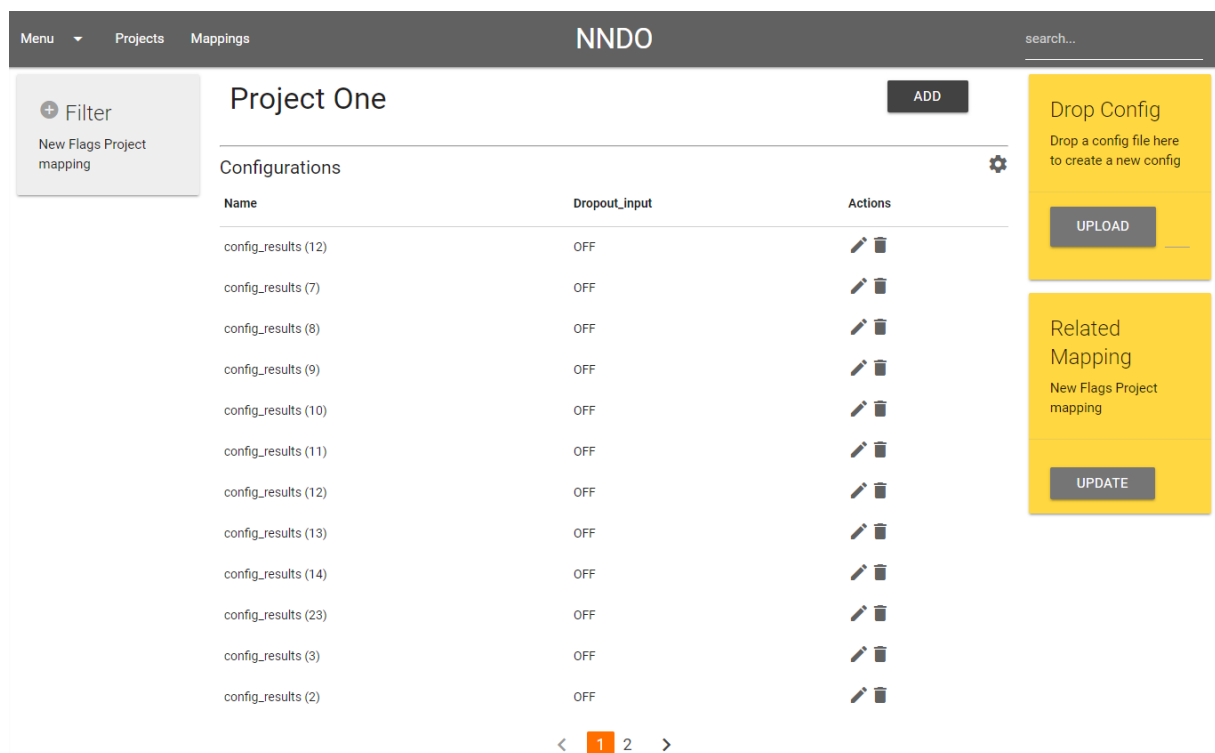 Menu Projects Mappings NNDO search...
Filter
New Flags Project
mapping
Project One ADD
Configurations
Name Dropout_input Actions
config_results (12) OFF
config_results (7) OFF
config_results (8) OFF
config_results (9) OFF
config_results (10) OFF
config_results (11) OFF
config_results (12) OFF
config_results (13) OFF
config_results (14) OFF
config_results (23) OFF
config_results (3) OFF
config_results (2) OFF
1 2
Drop Config
Drop a config file here
to create a new config
UPLOAD
Related
Mapping
New Flags Project
mapping
UPDATE